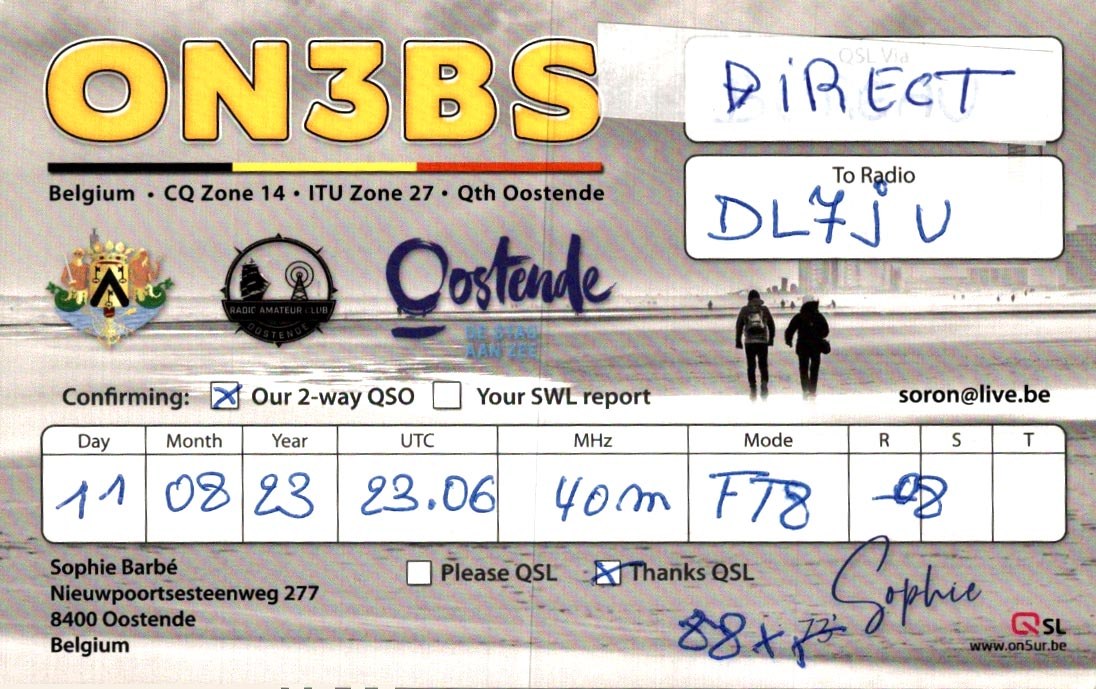 ON3BS
QSL Via
DiRECT
Belgium • CQ Zone 14 • ITU Zone 27 • Qth Oostende
To Radio
DL7jU
RADIO AMATEUR CLUB
OOSTENDE
Oostende
DE STAD
AAN ZEE
Confirming: Our 2-way QSO Your SWL report
soron@live.be
Day Month Year UTC MHz Mode R S T
11 08 23 23.06 40m FT8 -08
Sophie Barbé
Nieuwpoortsesteenweg 277
8400 Oostende
Belgium
Please QSL Thanks QSL
Sophie
88 x 73
QSL
www.on5ur.be